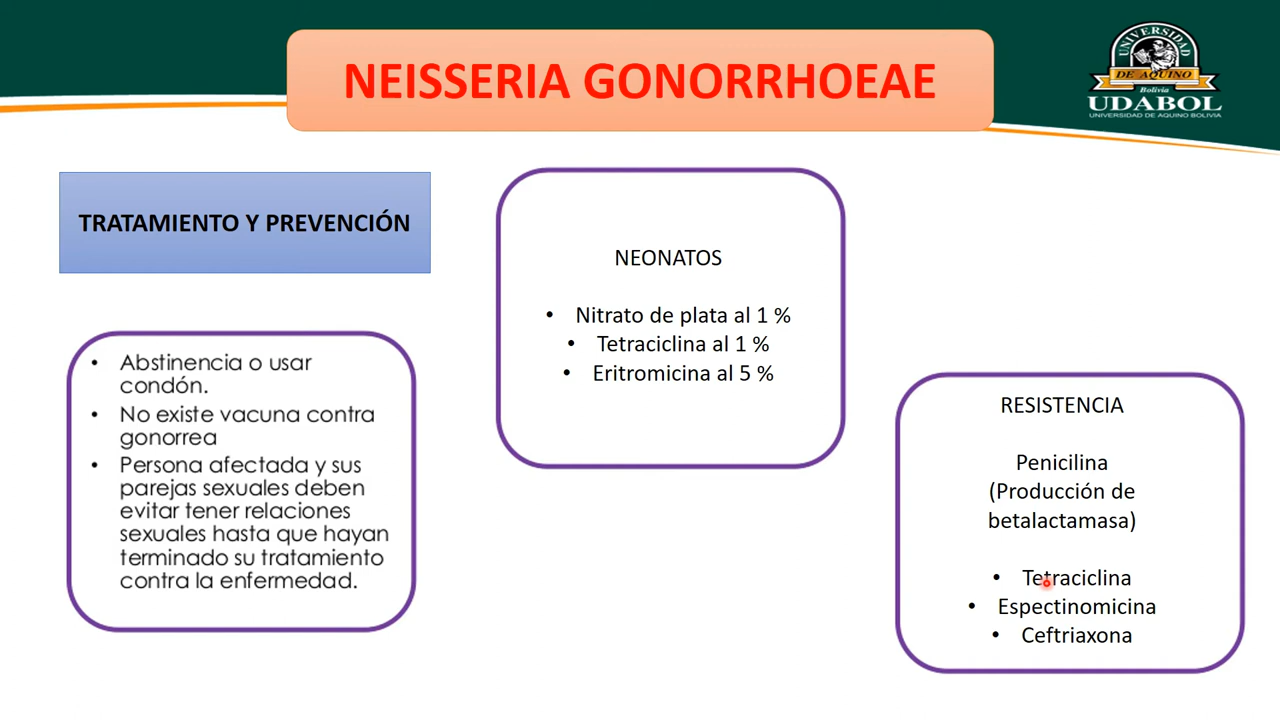 NEISSERIA GONORRHOEAE
UNIVERSIDAD
DE AQUINO
Bolivia
UDABOL
UNIVERSIDAD DE AQUINO BOLIVIA
TRATAMIENTO Y PREVENCIÓN
• Abstinencia o usar
condón.
• No existe vacuna contra
gonorrea
• Persona afectada y sus
parejas sexuales deben
evitar tener relaciones
sexuales hasta que hayan
terminado su tratamiento
contra la enfermedad.
NEONATOS
• Nitrato de plata al 1 %
• Tetraciclina al 1 %
• Eritromicina al 5 %
RESISTENCIA
Penicilina
(Producción de
betalactamasa)
• Tetraciclina
• Espectinomicina
• Ceftriaxona